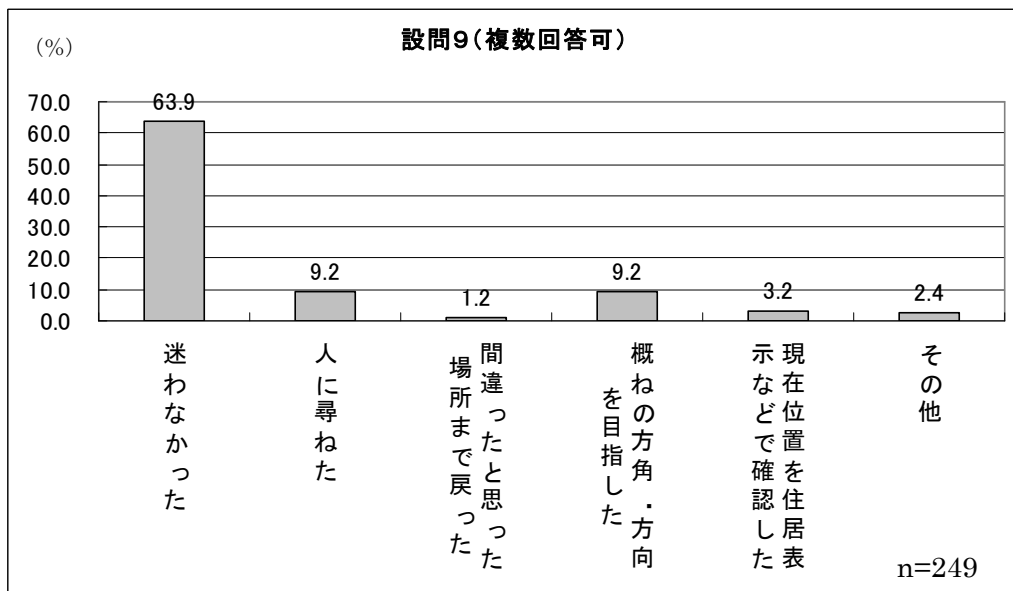 設問9(複数回答可)
(%)
70.0
60.0
50.0
40.0
30.0
20.0
10.0
0.0
63.9
9.2
1.2
9.2
3.2
2.4
迷わなかった
人に尋ねた
間違ったと思った
場所まで戻った
概ねの方角・方向
を目指した
現在位置を住居表
示などで確認した
その他
n=249